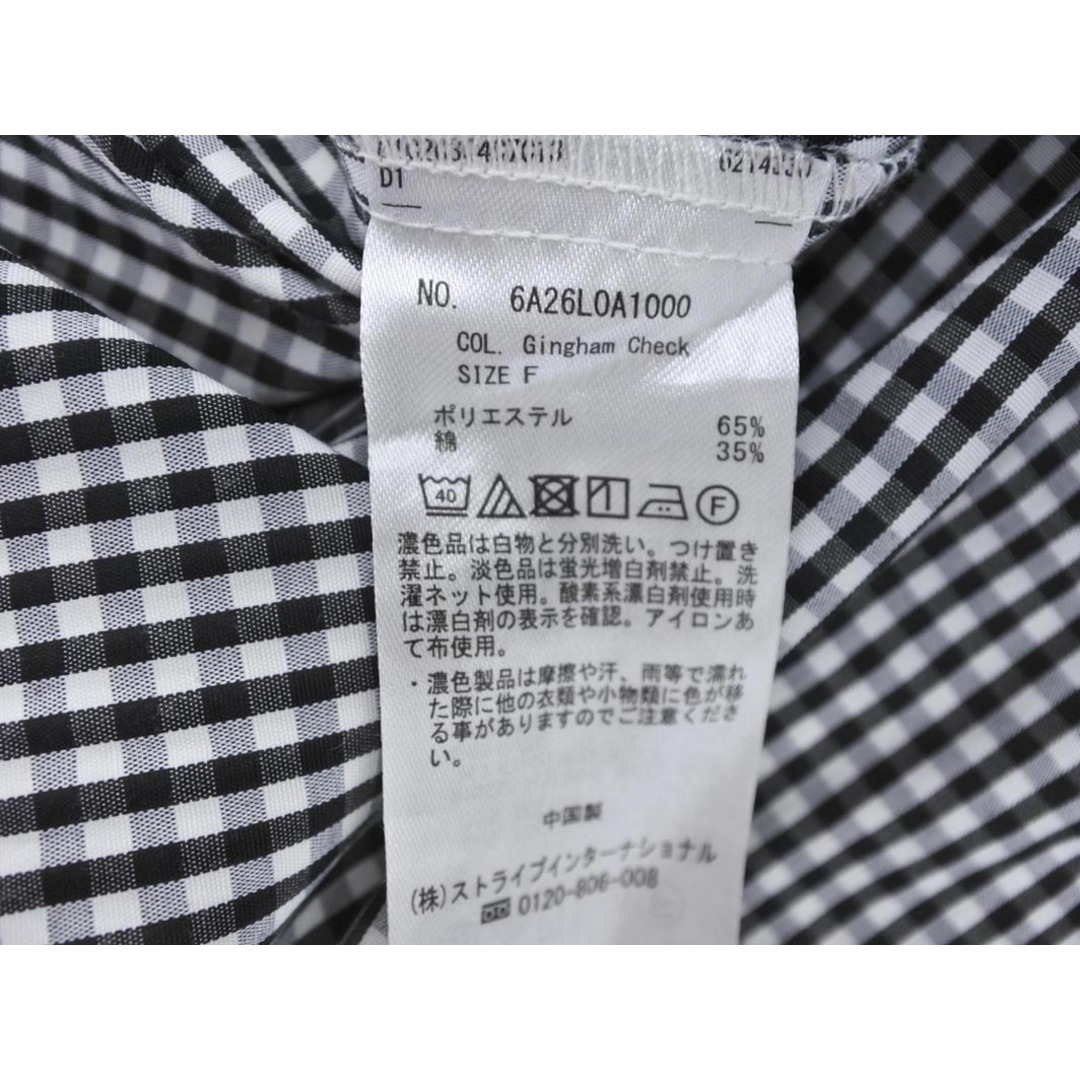 D1
NO. 6A26L0A1000
COL. Gingham Check
SIZE F
ポリエステル 65%
綿 35%
40 F
濃色品は白物と分別洗い。つけ置き
禁止。淡色品は蛍光増白剤禁止。洗
濯ネット使用。酸素系漂白剤使用時
は漂白剤の表示を確認。アイロンあ
て布使用。
・濃色製品は摩擦や汗、雨等で濡れ
た際に他の衣類や小物類に色が移
る事がありますのでご注意くださ
い。
中国製
(株)ストライプインターナショナル
0120-806-008